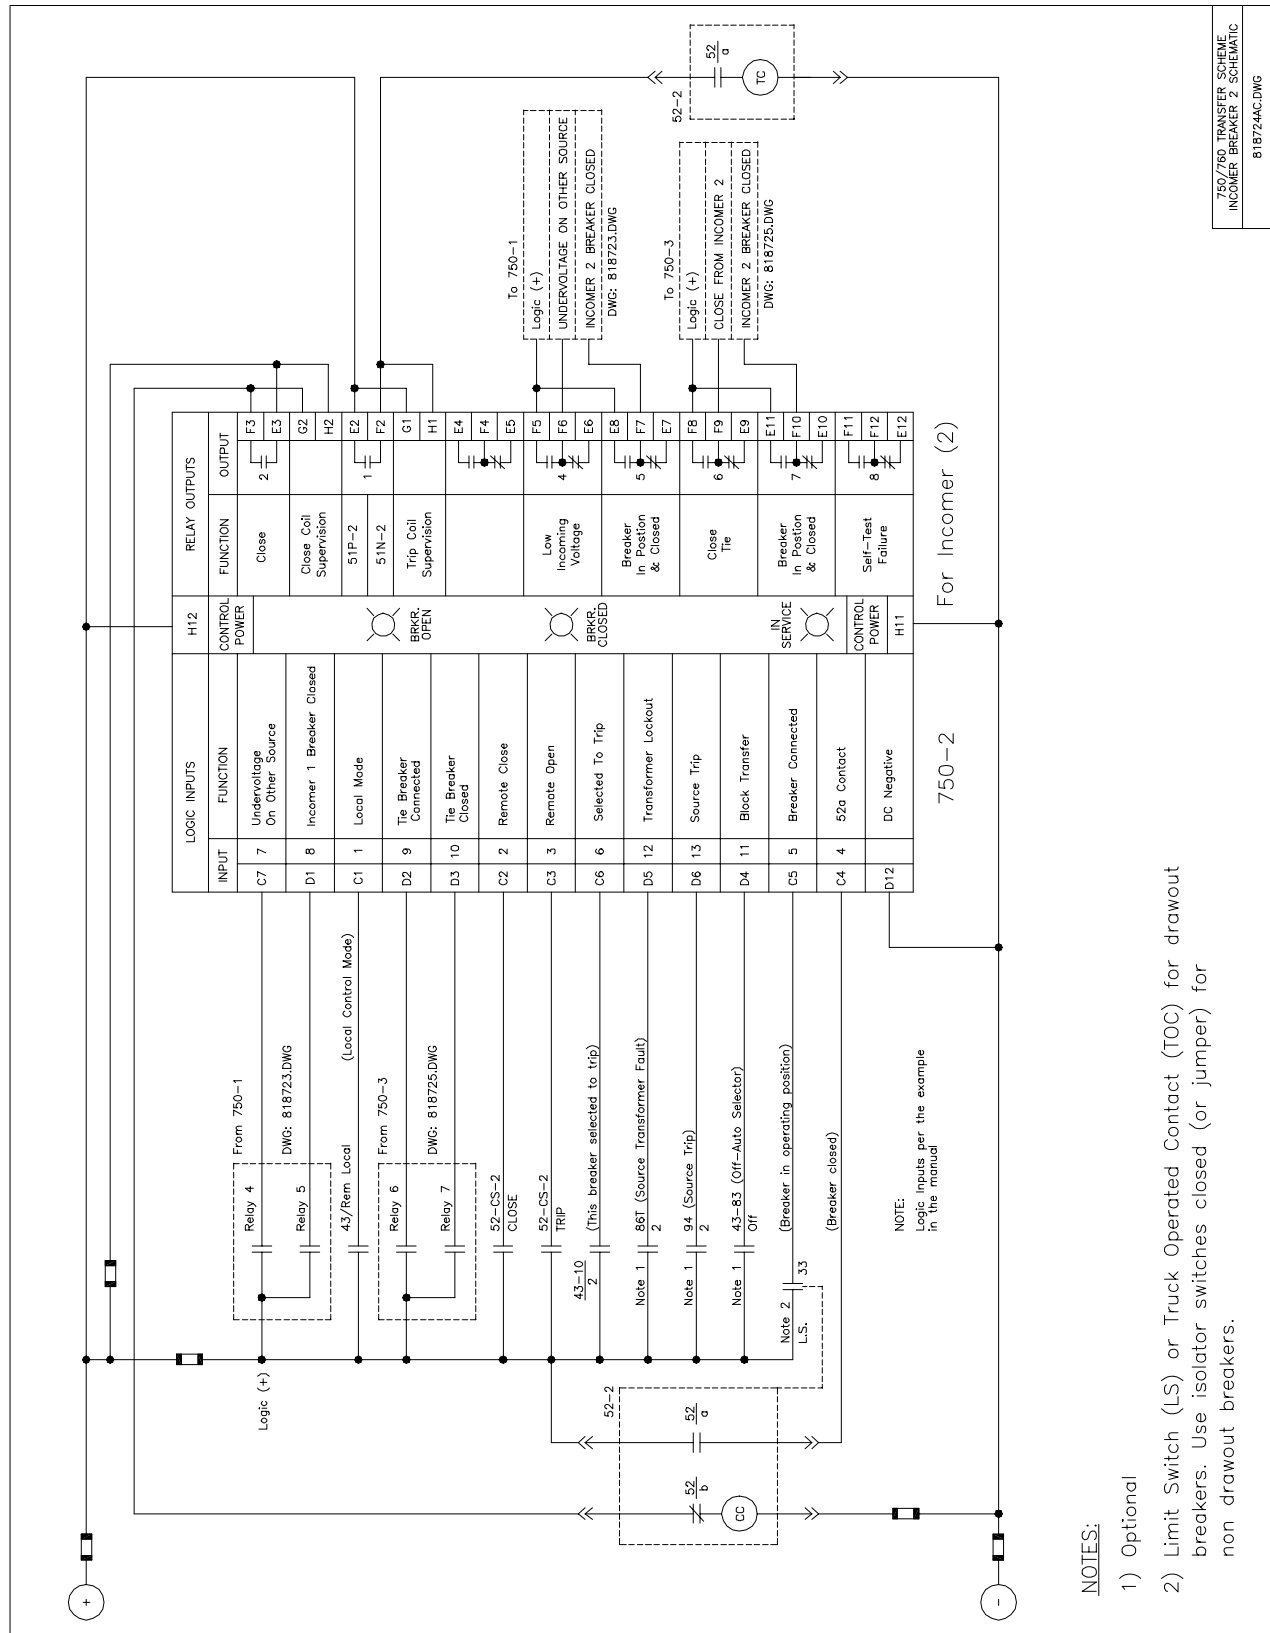 +
-
Logic (+)
From 750-1
Relay 4
Relay 5
DWG: 818723.DWG
43/Rem Local
(Local Control Mode)
From 750-3
Relay 6
Relay 7
DWG: 818725.DWG
52-CS-2
CLOSE
52-CS-2
TRIP
43-10
2
(This breaker selected to trip)
Note 1
86T (Source Transformer Fault)
2
Note 1
94 (Source Trip)
2
Note 1
43-83 (Off-Auto Selector)
Off
Note 2
L.S.
33
(Breaker in operating position)
(Breaker closed)
52-2
52
a
52
b
CC
NOTE:
Logic Inputs per the example
in the manual
LOGIC INPUTS
INPUT
FUNCTION
C7 7
Undervoltage
On Other Source
D1 8
Incomer 1 Breaker Closed
C1 1
Local Mode
D2 9
Tie Breaker
Connected
D3 10
Tie Breaker
Closed
C2 2
Remote Close
C3 3
Remote Open
C6 6
Selected To Trip
D5 12
Transformer Lockout
D6 13
Source Trip
D4 11
Block Transfer
C5 5
Breaker Connected
C4 4
52a Contact
D12
DC Negative
H12
CONTROL
POWER
BRKR.
OPEN
BRKR.
CLOSED
IN
SERVICE
CONTROL
POWER
H11
RELAY OUTPUTS
FUNCTION
OUTPUT
Close
2
F3
E3
Close Coil
Supervision
G2
H2
51P-2
51N-2
1
E2
F2
Trip Coil
Supervision
G1
H1
E4
F4
E5
Low
Incoming
Voltage
4
F5
F6
E6
Breaker
In Postion
& Closed
5
E8
F7
E7
Close
Tie
6
F8
F9
E9
Breaker
In Postion
& Closed
7
E11
F10
E10
Self-Test
Failure
8
F11
F12
E12
750-2
For Incomer (2)
To 750-1
Logic (+)
UNDERVOLTAGE ON OTHER SOURCE
INCOMER 2 BREAKER CLOSED
DWG: 818723.DWG
To 750-3
Logic (+)
CLOSE FROM INCOMER 2
INCOMER 2 BREAKER CLOSED
DWG: 818725.DWG
52-2
52
a
TC
NOTES:
1) Optional
2) Limit Switch (LS) or Truck Operated Contact (TOC) for drawout
breakers. Use isolator switches closed (or jumper) for
non drawout breakers.
750/760 TRANSFER SCHEME
INCOMER BREAKER 2 SCHEMATIC
818724AC.DWG